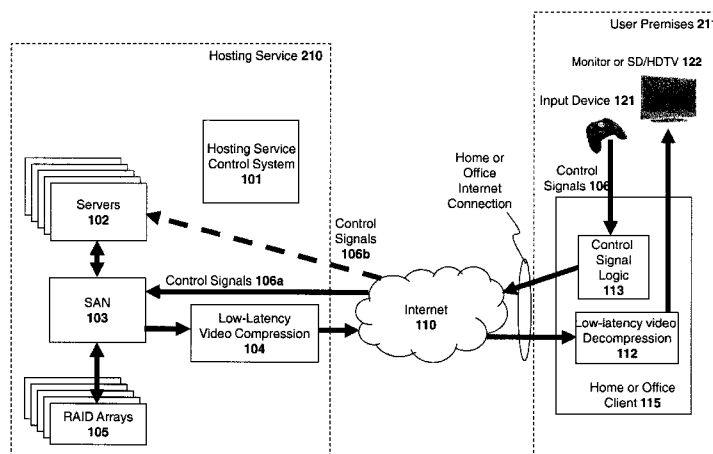 Hosting Service 210
User Premises 211
Monitor or SD/HDTV 122
Input Device 121
Hosting Service
Control System
101
Home or
Office
Internet
Connection
Control
Signals 106
Servers
102
Control
Signals
106b
Control Signals 106a
Control
Signal
Logic
113
SAN
103
Low-Latency
Video Compression
104
Internet
110
Low-latency video
Decompression
112
Home or Office
Client 115
RAID Arrays
105